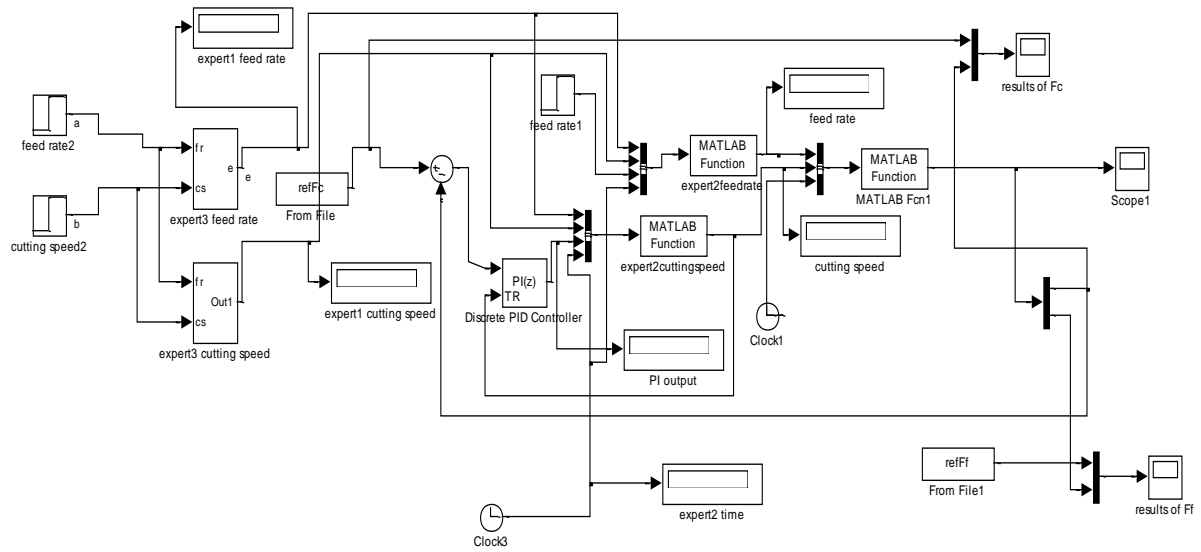 expert1 feed rate
feed rate2
a
fr
cs
e
e
expert3 feed rate
cutting speed2
b
fr
cs
Out1
expert3 cutting speed
refFc
From File
expert1 cutting speed
feed rate1
PI(z)
TR
Discrete PID Controller
MATLAB
Function
expert2feedrate
MATLAB
Function
expert2cuttingspeed
feed rate
MATLAB
Function
MATLAB Fcn1
cutting speed
Clock1
PI output
results of Fc
Scope1
refFf
From File1
results of Ff
expert2 time
Clock3